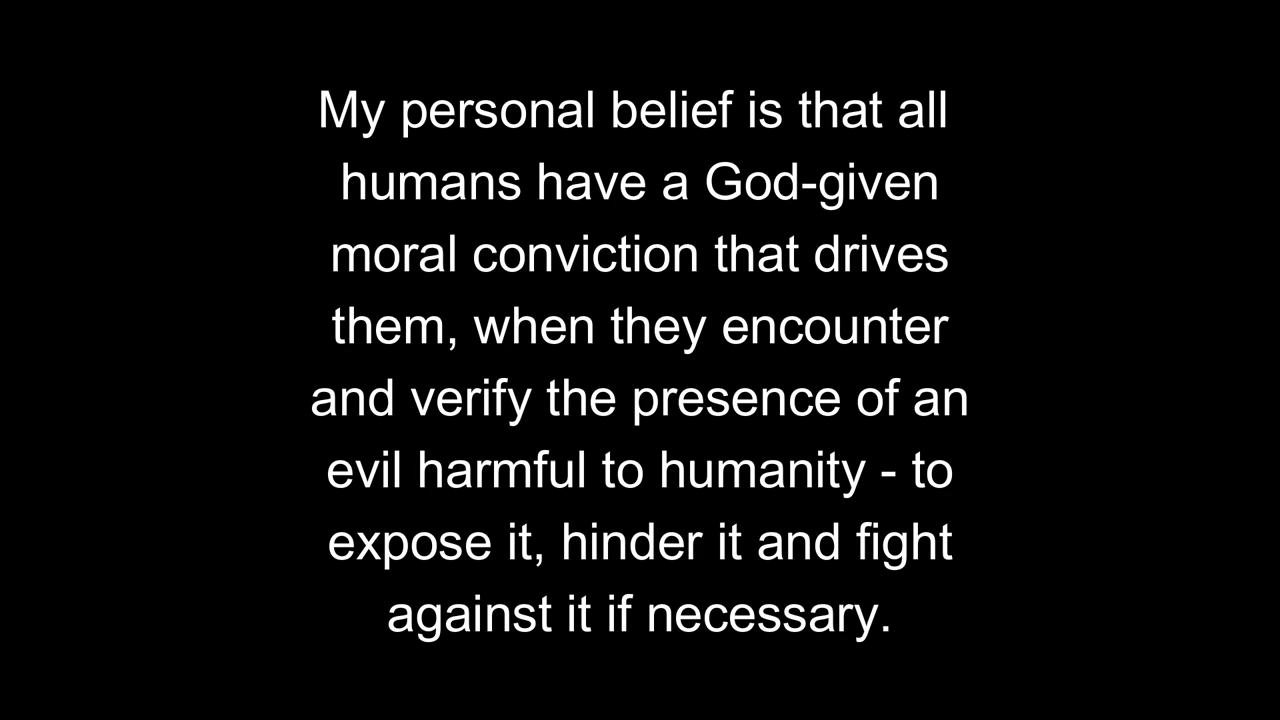 My personal belief is that all
humans have a God-given
moral conviction that drives
them, when they encounter
and verify the presence of an
evil harmful to humanity - to
expose it, hinder it and fight
against it if necessary.